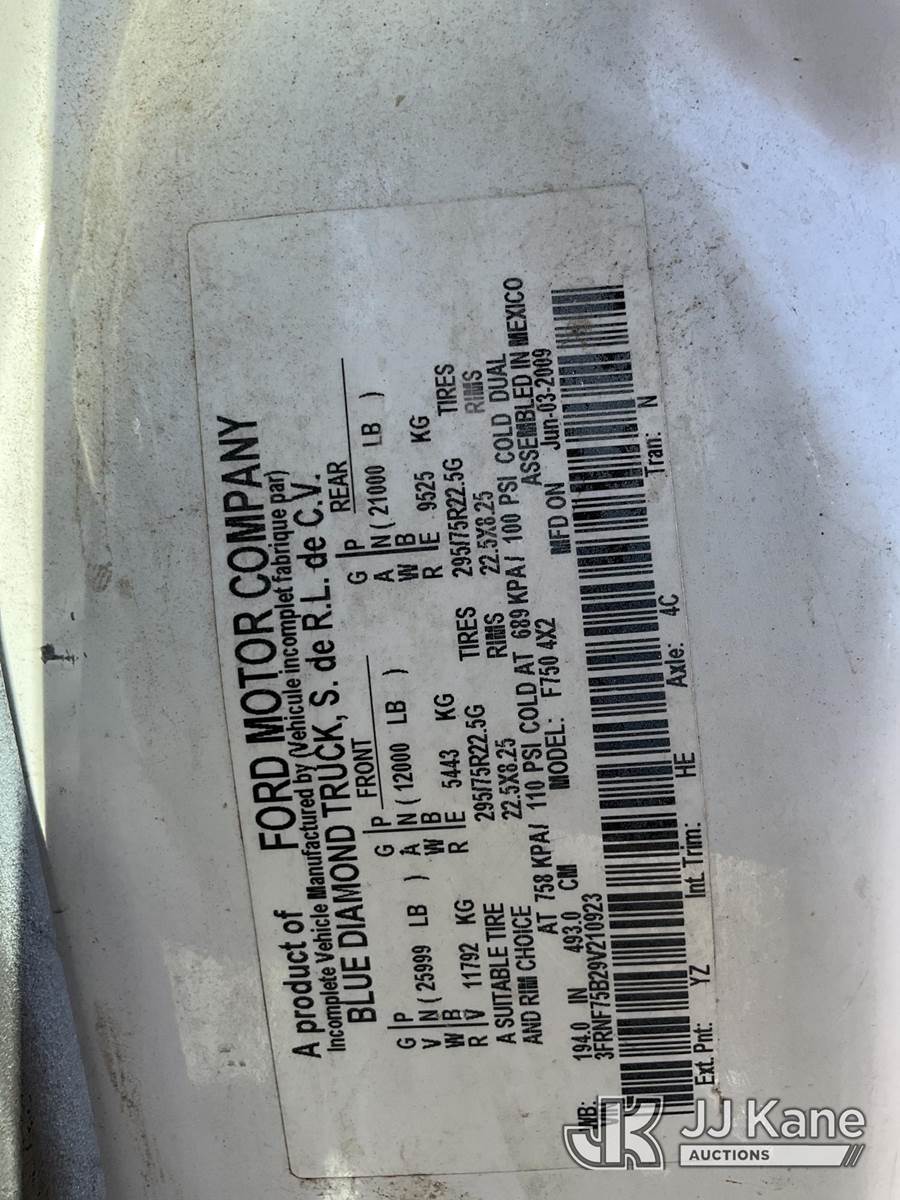 A product of FORD MOTOR COMPANY
Incomplete Vehicle Manufactured by (Vehicule incomplet fabrique par)
BLUE DIAMOND TRUCK, S. de R.L. de C.V.
FRONT REAR
G P G P G P
V N ( 25999 LB ) A N ( 12000 LB ) A N ( 21000 LB )
W B W B W B
R V 11792 KG R E 5443 KG R E 9525 KG
A SUITABLE TIRE 295/75R22.5G TIRES 295/75R22.5G TIRES
AND RIM CHOICE 22.5X8.25 RIMS 22.5X8.25 RIMS
AT 758 KPA/ 110 PSI COLD AT 689 KPA/ 100 PSI COLD DUAL
WB: 194.0 IN 493.0 CM MODEL: F750 4X2 ASSEMBLED IN MEXICO
3FRNF75B29V210923 MFD ON Jun-03-2009
Ext. Pnt: YZ Int. Trim: HE Axle: 4C Tran: N
JK JJ Kane
AUCTIONS